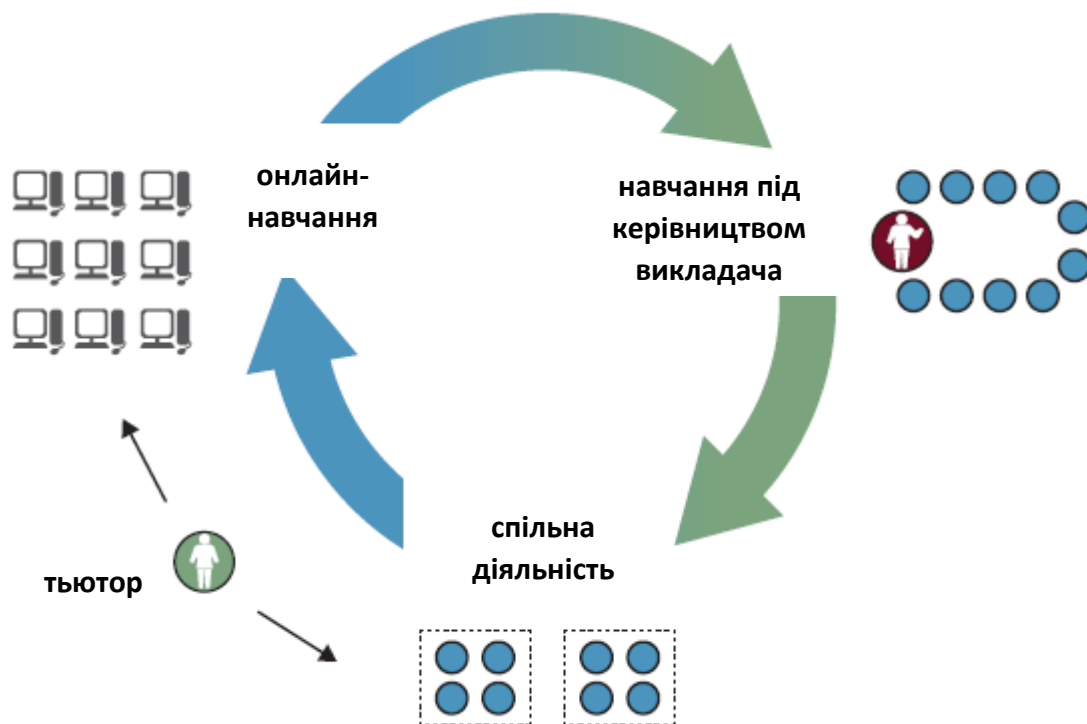 онлайн-
навчання
навчання під
керівництвом
викладача
спільна
діяльність
тьютор